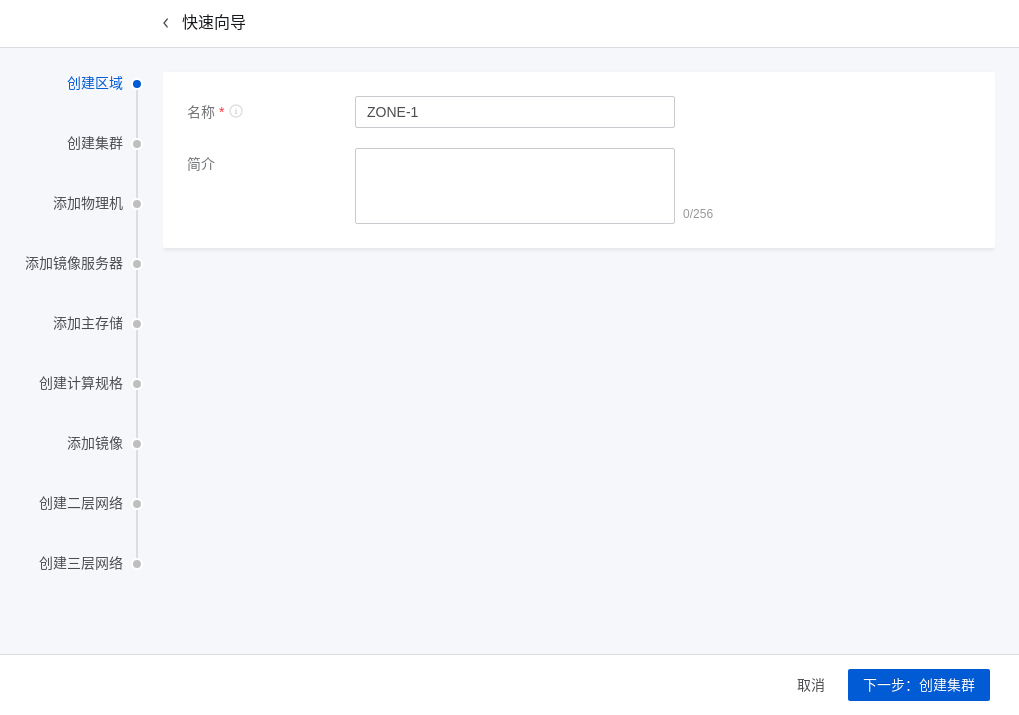 快速向导
创建区域
创建集群
添加物理机
添加镜像服务器
添加主存储
创建计算规格
添加镜像
创建二层网络
创建三层网络
名称 *
ZONE-1
简介
0/256
取消
下一步：创建集群